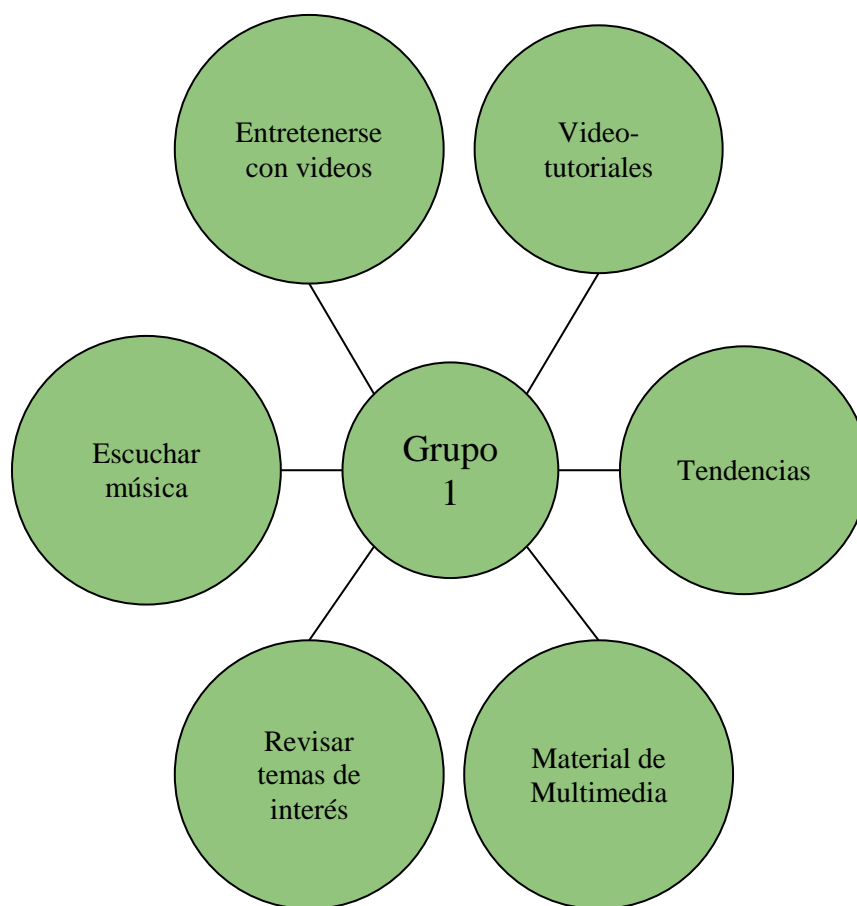 Entretenerse
con videos
Video-
tutoriales
Escuchar
música
Grupo
1
Tendencias
Revisar
temas de
interés
Material de
Multimedia